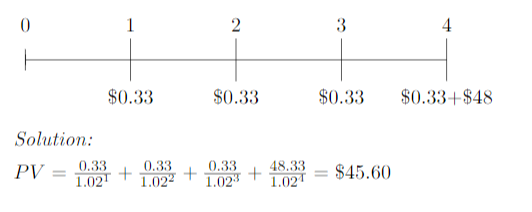 0 1 2 3 4
$0.33 $0.33 $0.33 $0.33+$48
Solution:
PV = 0.33/1.02^1 + 0.33/1.02^2 + 0.33/1.02^3 + 48.33/1.02^4 = $45.60